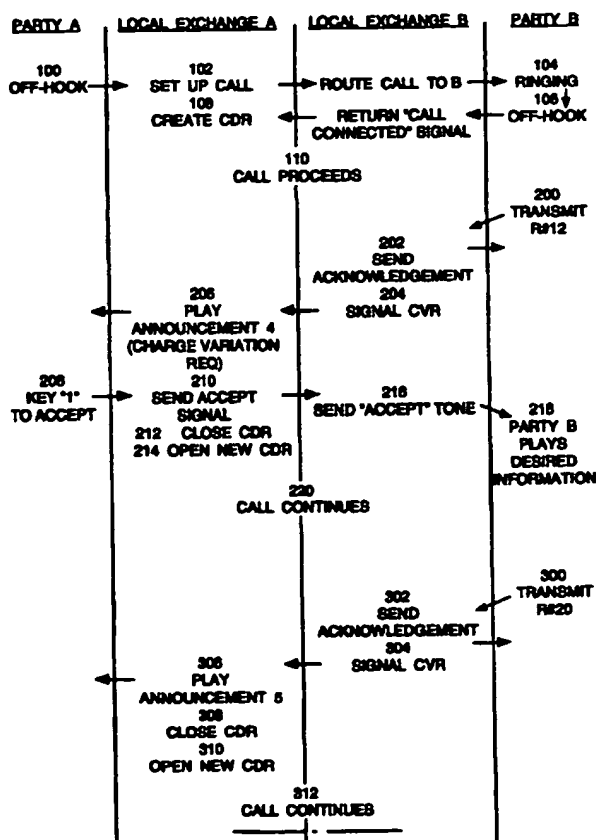 PARTY A LOCAL EXCHANGE A LOCAL EXCHANGE B PARTY B
100 102 104
OFF-HOOK SET UP CALL ROUTE CALL TO B RINGING
108 RETURN "CALL 106
CREATE CDR CONNECTED" SIGNAL OFF-HOOK
110
CALL PROCEEDS
200
TRANSMIT
R#12
202
SEND
ACKNOWLEDGEMENT
206 204
PLAY SIGNAL CVR
ANNOUNCEMENT 4
(CHARGE VARIATION
REQ)
208 210 216
KEY "1" SEND ACCEPT SEND "ACCEPT" TONE 218
TO ACCEPT SIGNAL PARTY B
212 CLOSE CDR PLAYS
214 OPEN NEW CDR DESIRED
INFORMATION
220
CALL CONTINUES
300
TRANSMIT
R#20
302
SEND
ACKNOWLEDGEMENT
306 304
PLAY SIGNAL CVR
ANNOUNCEMENT 5
308
CLOSE CDR
310
OPEN NEW CDR
312
CALL CONTINUES